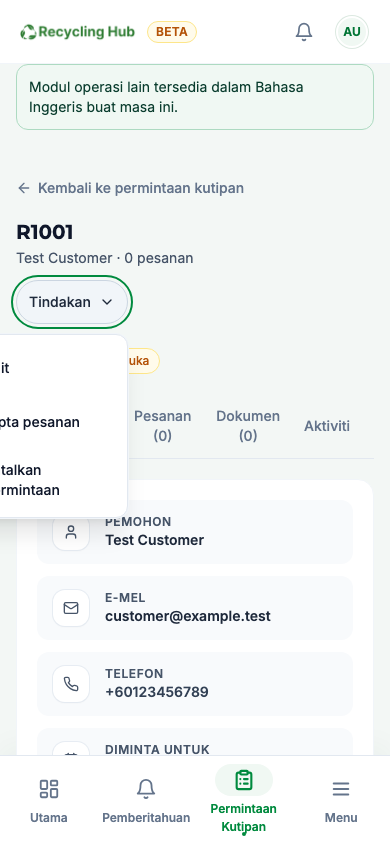 Recycling Hub BETA AU
Modul operasi lain tersedia dalam Bahasa
Inggeris buat masa ini.
← Kembali ke permintaan kutipan
R1001
Test Customer · 0 pesanan
Tindakan
it
uka
pta pesanan
talkan
rmintaan
Pesanan
(0)
Dokumen
(0)
Aktiviti
PEMOHON
Test Customer
E-MEL
customer@example.test
TELEFON
+60123456789
DIMINTA UNTUK
Utama
Pemberitahuan
Permintaan
Kutipan
Menu